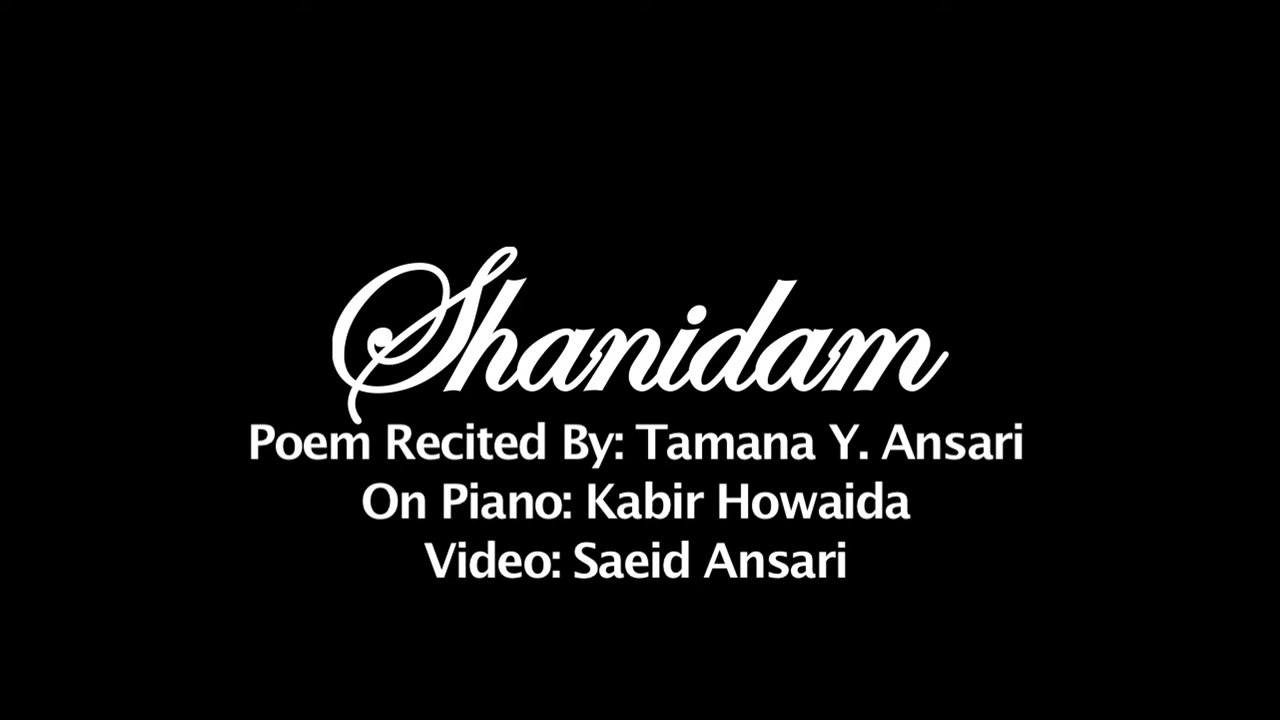 Shanidam
Poem Recited By: Tamana Y. Ansari
On Piano: Kabir Howaida
Video: Saeid Ansari